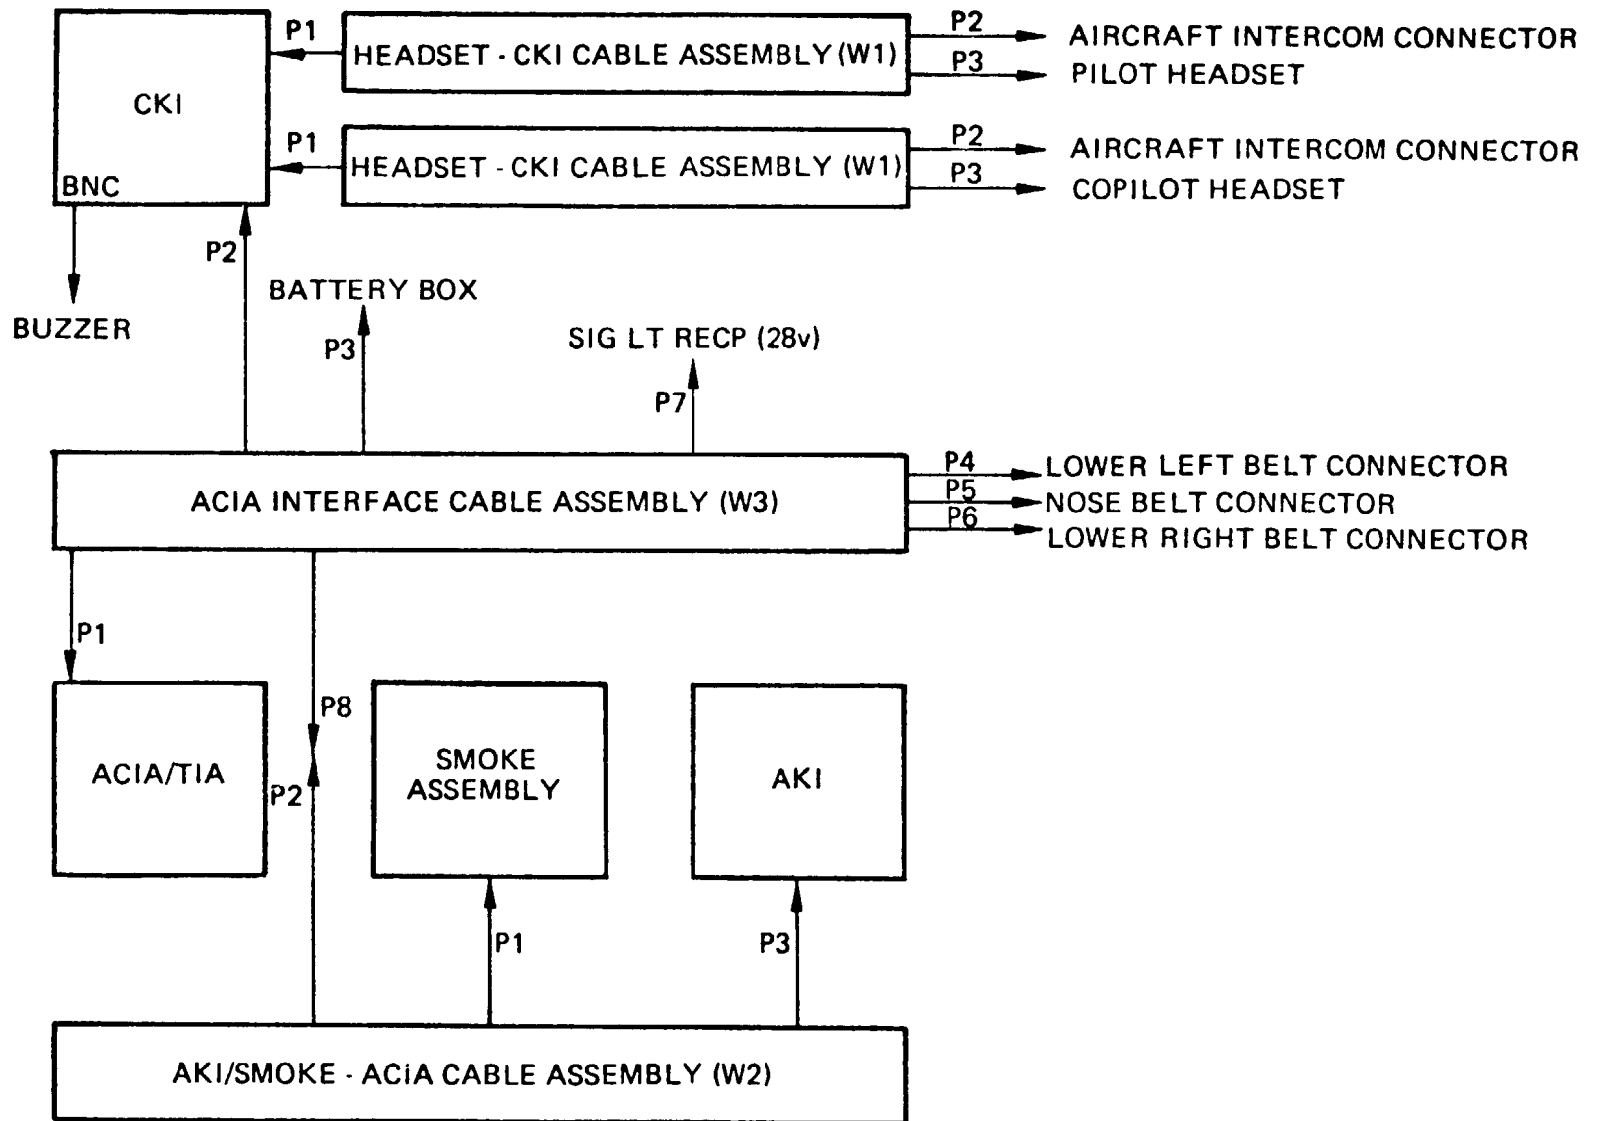 P1
HEADSET - CKI CABLE ASSEMBLY (W1)
P2
AIRCRAFT INTERCOM CONNECTOR
P3
PILOT HEADSET
CKI
P1
HEADSET - CKI CABLE ASSEMBLY (W1)
P2
AIRCRAFT INTERCOM CONNECTOR
P3
COPILOT HEADSET
BNC
P2
BUZZER
BATTERY BOX
P3
SIG LT RECP (28v)
P7
ACIA INTERFACE CABLE ASSEMBLY (W3)
P4
LOWER LEFT BELT CONNECTOR
P5
NOSE BELT CONNECTOR
P6
LOWER RIGHT BELT CONNECTOR
P1
P8
ACIA/TIA
P2
SMOKE
ASSEMBLY
AKI
P1
P3
AKI/SMOKE - ACiA CABLE ASSEMBLY (W2)